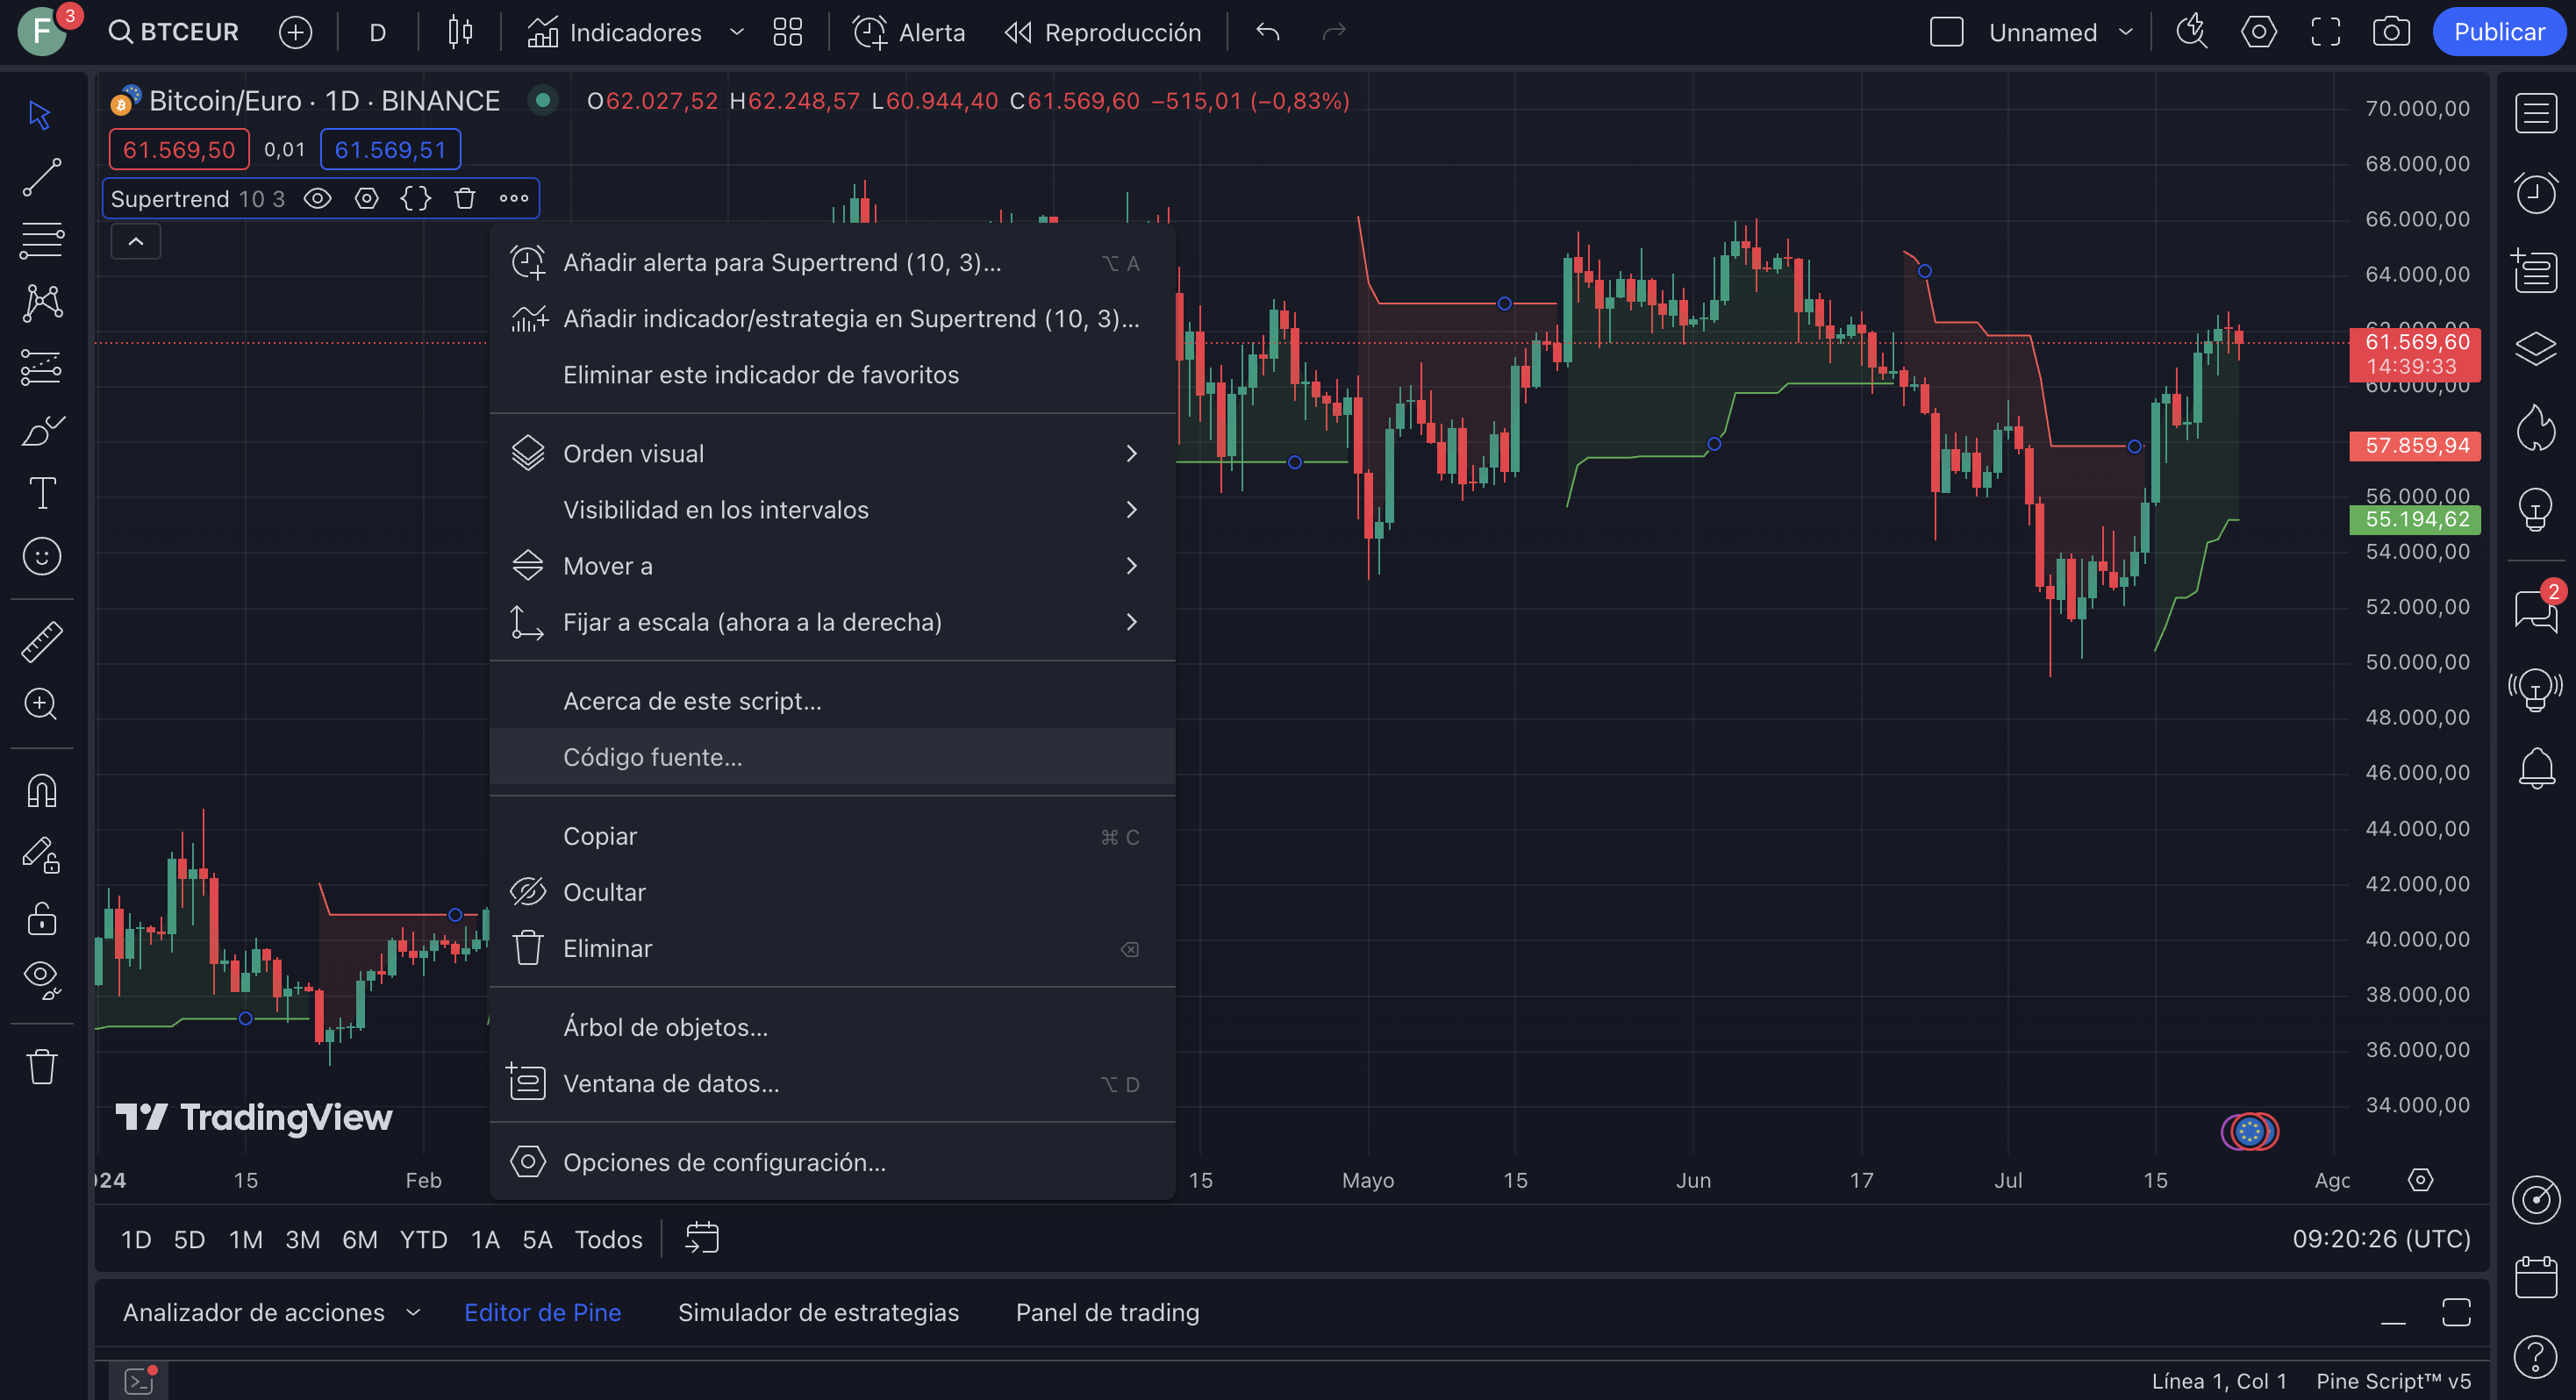 F 3 BTCEUR D Indicadores Alerta Reproducción Unnamed Publicar
Bitcoin/Euro · 1D · BINANCE O62.027,52 H62.248,57 L60.944,40 C61.569,60 −515,01 (−0,83%)
61.569,50 0,01 61.569,51
Supertrend 10 3
Añadir alerta para Supertrend (10, 3)... ⌥ A
Añadir indicador/estrategia en Supertrend (10, 3)...
Eliminar este indicador de favoritos
Orden visual
Visibilidad en los intervalos
Mover a
Fijar a escala (ahora a la derecha)
Acerca de este script...
Código fuente...
Copiar ⌘ C
Ocultar
Eliminar
Árbol de objetos...
Ventana de datos... ⌥ D
Opciones de configuración...
70.000,00
68.000,00
66.000,00
64.000,00
62.000,00
61.569,60
14:39:33
60.000,00
57.859,94
56.000,00
55.194,62
54.000,00
52.000,00
50.000,00
48.000,00
46.000,00
44.000,00
42.000,00
40.000,00
38.000,00
36.000,00
34.000,00
2
TradingView
024 15 Feb 15 Mayo 15 Jun 17 Jul 15 Ago
1D 5D 1M 3M 6M YTD 1A 5A Todos 09:20:26 (UTC)
Analizador de acciones Editor de Pine Simulador de estrategias Panel de trading
Línea 1, Col 1 Pine Script™ v5